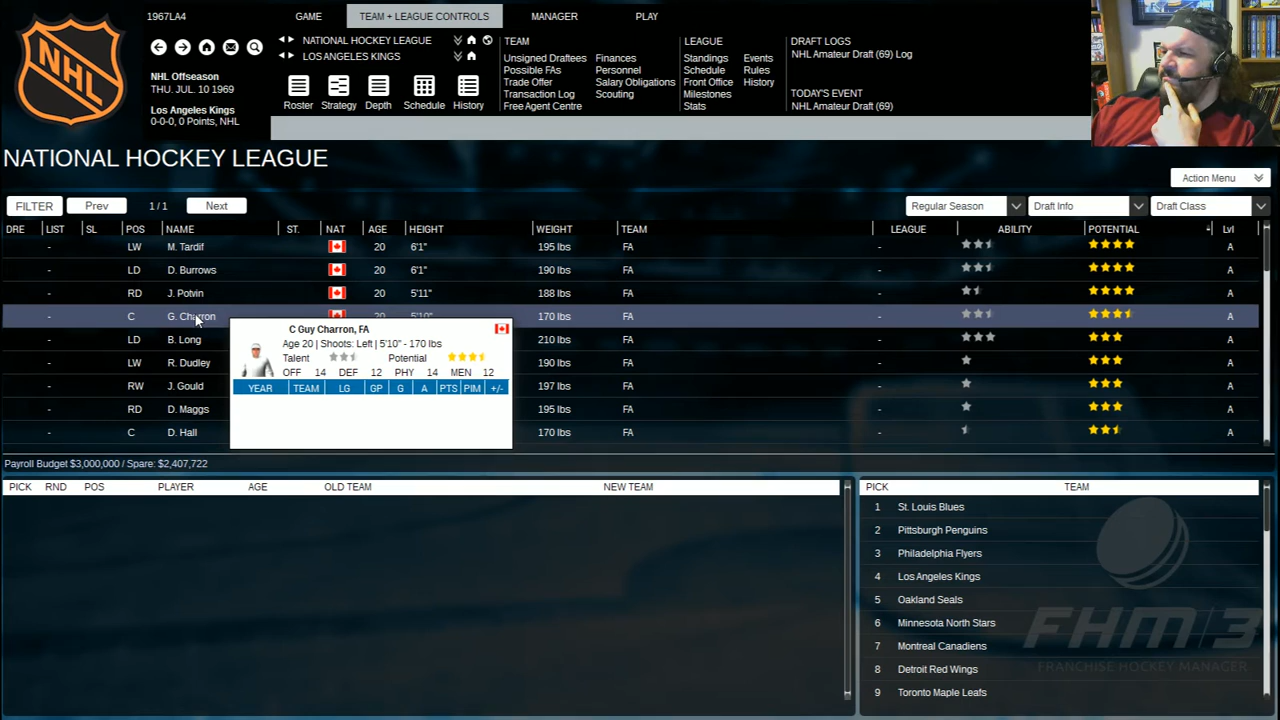 1967LA4
GAME
TEAM + LEAGUE CONTROLS
MANAGER
PLAY
NHL
NHL Offseason
THU. JUL 10 1969
Los Angeles Kings
0-0-0, 0 Points, NHL
NATIONAL HOCKEY LEAGUE
LOS ANGELES KINGS
Roster Strategy Depth Schedule History
TEAM
Unsigned Draftees Finances
Possible FAs Personnel
Trade Offer Salary Obligations
Transaction Log Scouting
Free Agent Centre
LEAGUE
Standings Events
Schedule Rules
Front Office History
Milestones
Stats
DRAFT LOGS
NHL Amateur Draft (69) Log
TODAY'S EVENT
NHL Amateur Draft (69)
NATIONAL HOCKEY LEAGUE
Action Menu
FILTER Prev 1/1 Next Regular Season Draft Info Draft Class
DRE LIST SL POS NAME ST. NAT AGE HEIGHT WEIGHT TEAM LEAGUE ABILITY POTENTIAL Lvl
- LW M. Tardif 20 6'1" 195 lbs FA - A
- LD D. Burrows 20 6'1" 190 lbs FA - A
- RD J. Potvin 20 5'11" 188 lbs FA - A
- C G. Charron 20 5'10" 170 lbs FA - A
- LD B. Long 210 lbs FA - A
- LW R. Dudley 190 lbs FA - A
- RW J. Gould 197 lbs FA - A
- RD D. Maggs 195 lbs FA - A
- C D. Hall 170 lbs FA - A
C Guy Charron, FA
Age 20 | Shoots: Left | 5'10" - 170 lbs
Talent Potential
OFF 14 DEF 12 PHY 14 MEN 12
YEAR TEAM LG GP G A PTS PIM +/-
Payroll Budget $3,000,000 / Spare: $2,407,722
PICK RND POS PLAYER AGE OLD TEAM NEW TEAM
PICK TEAM
1 St. Louis Blues
2 Pittsburgh Penguins
3 Philadelphia Flyers
4 Los Angeles Kings
5 Oakland Seals
6 Minnesota North Stars
7 Montreal Canadiens
8 Detroit Red Wings
9 Toronto Maple Leafs
FHM/3
FRANCHISE HOCKEY MANAGER